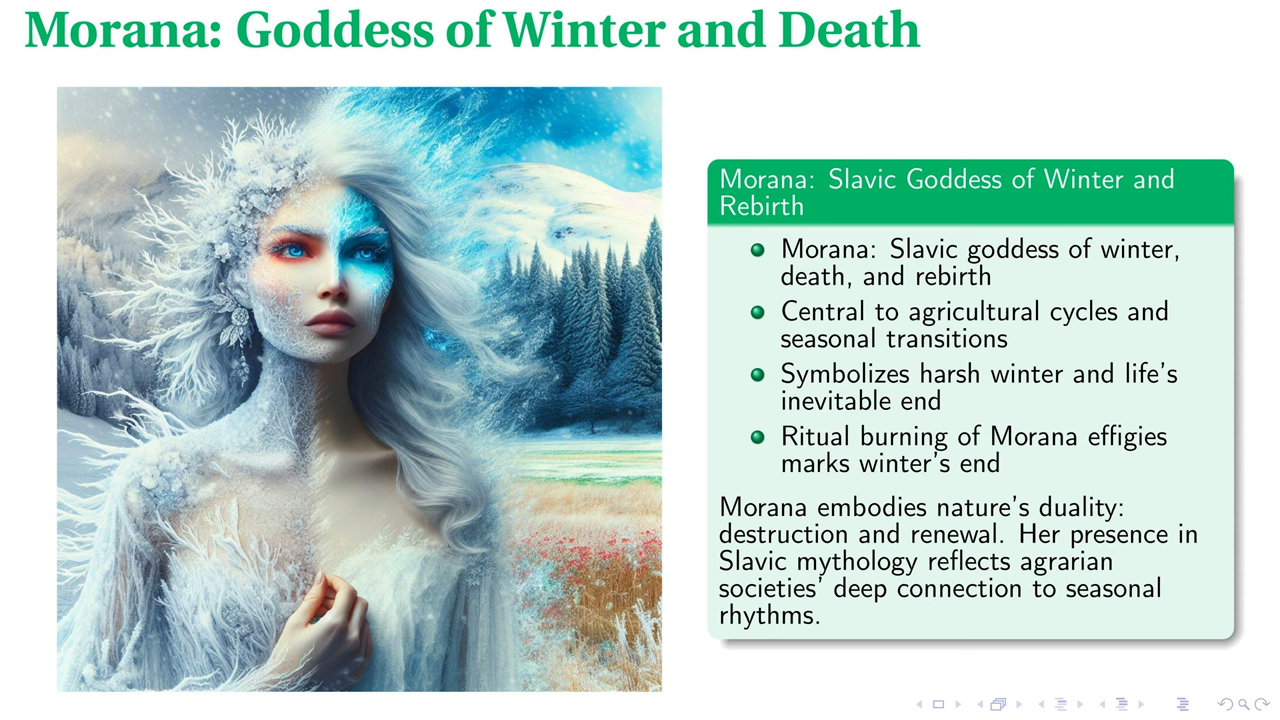 Morana: Goddess of Winter and Death
Morana: Slavic Goddess of Winter and
Rebirth
Morana: Slavic goddess of winter,
death, and rebirth
Central to agricultural cycles and
seasonal transitions
Symbolizes harsh winter and life's
inevitable end
Ritual burning of Morana effigies
marks winter's end
Morana embodies nature's duality:
destruction and renewal. Her presence in
Slavic mythology reflects agrarian
societies' deep connection to seasonal
rhythms.